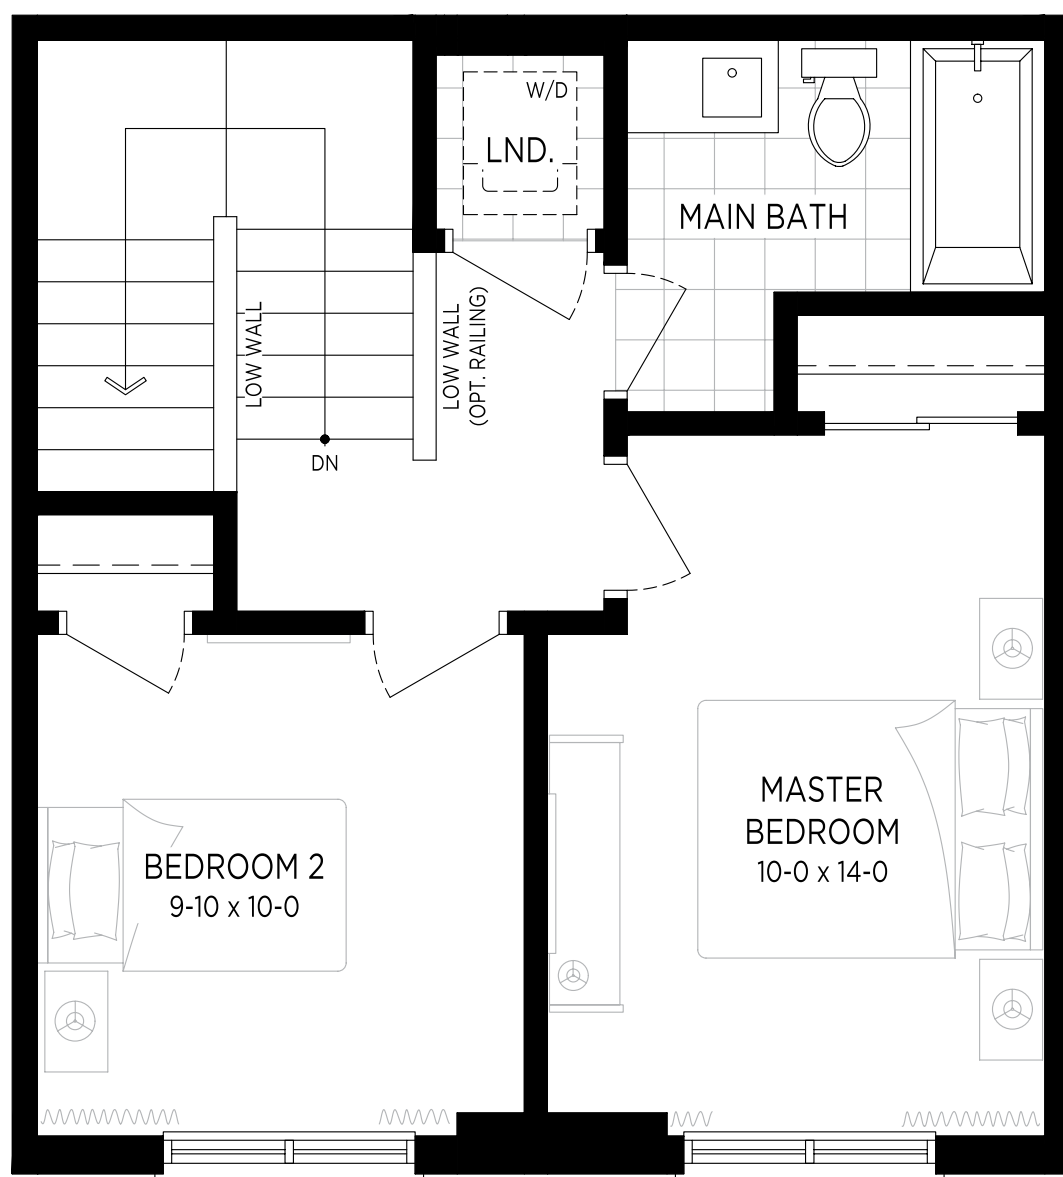 W/D
LND.
MAIN BATH
LOW WALL
LOW WALL
(OPT. RAILING)
DN
MASTER
BEDROOM
10-0 x 14-0
BEDROOM 2
9-10 x 10-0